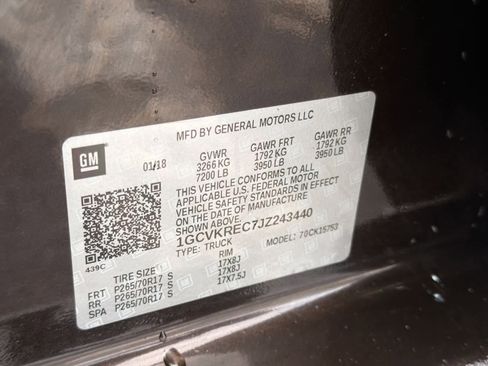 MFD BY GENERAL MOTORS LLC
GM
01/18
GVWR GAWR FRT GAWR RR
3266 KG 1792 KG 1792 KG
7200 LB 3950 LB 3950 LB
THIS VEHICLE CONFORMS TO ALL
APPLICABLE U.S. FEDERAL MOTOR
VEHICLE SAFETY STANDARDS IN EFFECT
ON THE DATE OF MANUFACTURE
SHOWN ABOVE.
1GCVKREC7JZ243440
TYPE: TRUCK MODEL: 70CK15753
439C
TIRE SIZE RIM
FRT P265/70R17 S 17X8J
RR P265/70R17 S 17X8J
SPA P265/70R17 S 17X7.5J